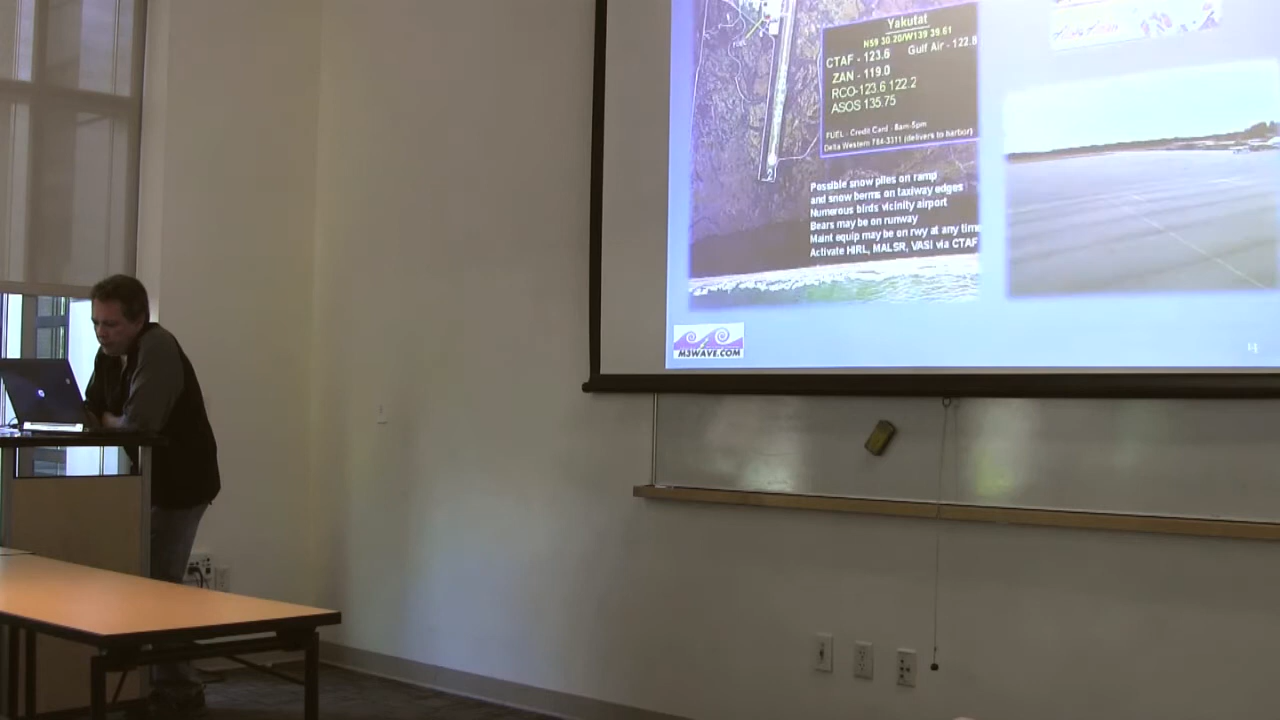 Yakutat
N59 30.20/W139 39.61
CTAF - 123.6 Gulf Air - 122.8
ZAN - 119.0
RCO-123.6 122.2
ASOS 135.75
FUEL - Credit Card - 8am-5pm
Delta Western 784-3311 (delivers to harbor)
2
Possible snow piles on ramp
and snow berms on taxiway edges
Numerous birds vicinity airport
Bears may be on runway
Maint equip may be on rwy at any time
Activate HIRL, MALSR, VASI via CTAF
M3WAVE.COM